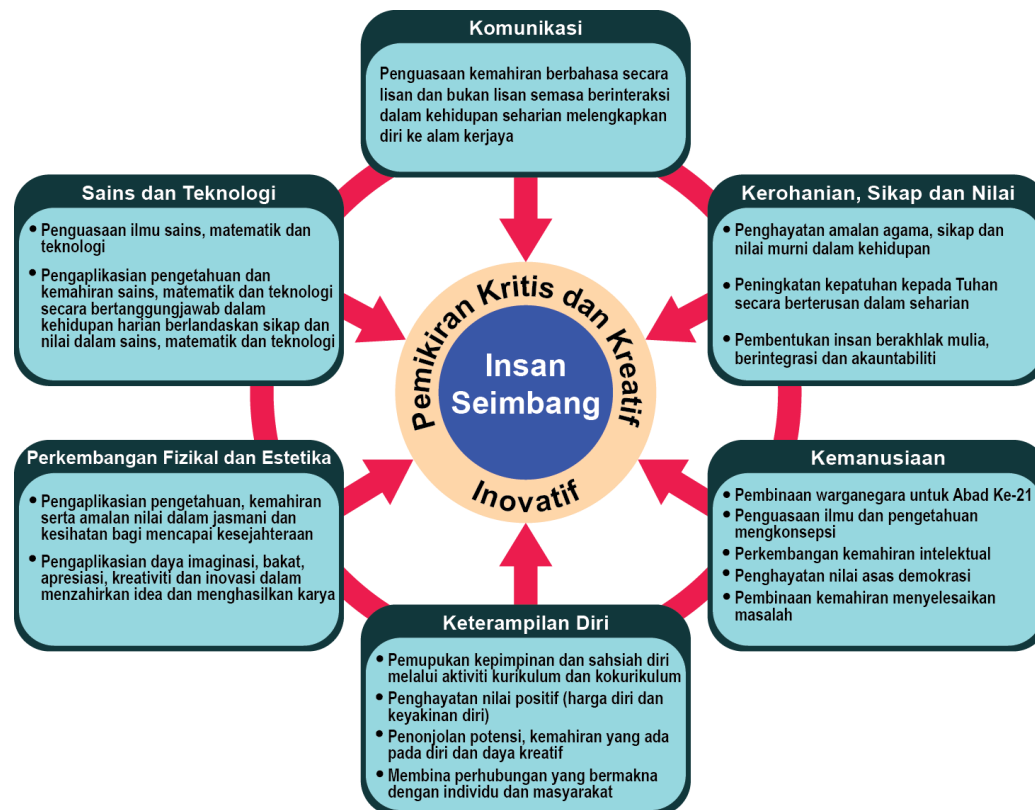 Komunikasi
Penguasaan kemahiran berbahasa secara
lisan dan bukan lisan semasa berinteraksi
dalam kehidupan seharian melengkapkan
diri ke alam kerjaya
Sains dan Teknologi
• Penguasaan ilmu sains, matematik dan
teknologi
• Pengaplikasian pengetahuan dan
kemahiran sains, matematik dan teknologi
secara bertanggungjawab dalam
kehidupan harian berlandaskan sikap dan
nilai dalam sains, matematik dan teknologi
Kerohanian, Sikap dan Nilai
• Penghayatan amalan agama, sikap dan
nilai murni dalam kehidupan
• Peningkatan kepatuhan kepada Tuhan
secara berterusan dalam seharian
• Pembentukan insan berakhlak mulia,
berintegrasi dan akauntabiliti
Pemikiran Kritis dan Kreatif
Insan
Seimbang
Inovatif
Perkembangan Fizikal dan Estetika
• Pengaplikasian pengetahuan, kemahiran
serta amalan nilai dalam jasmani dan
kesihatan bagi mencapai kesejahteraan
• Pengaplikasian daya imaginasi, bakat,
apresiasi, kreativiti dan inovasi dalam
menzahirkan idea dan menghasilkan karya
Kemanusiaan
• Pembinaan warganegara untuk Abad Ke-21
• Penguasaan ilmu dan pengetahuan
mengkonsepsi
• Perkembangan kemahiran intelektual
• Penghayatan nilai asas demokrasi
• Pembinaan kemahiran menyelesaikan
masalah
Keterampilan Diri
• Pemupukan kepimpinan dan sahsiah diri
melalui aktiviti kurikulum dan kokurikulum
• Penghayatan nilai positif (harga diri dan
keyakinan diri)
• Penonjolan potensi, kemahiran yang ada
pada diri dan daya kreatif
• Membina perhubungan yang bermakna
dengan individu dan masyarakat